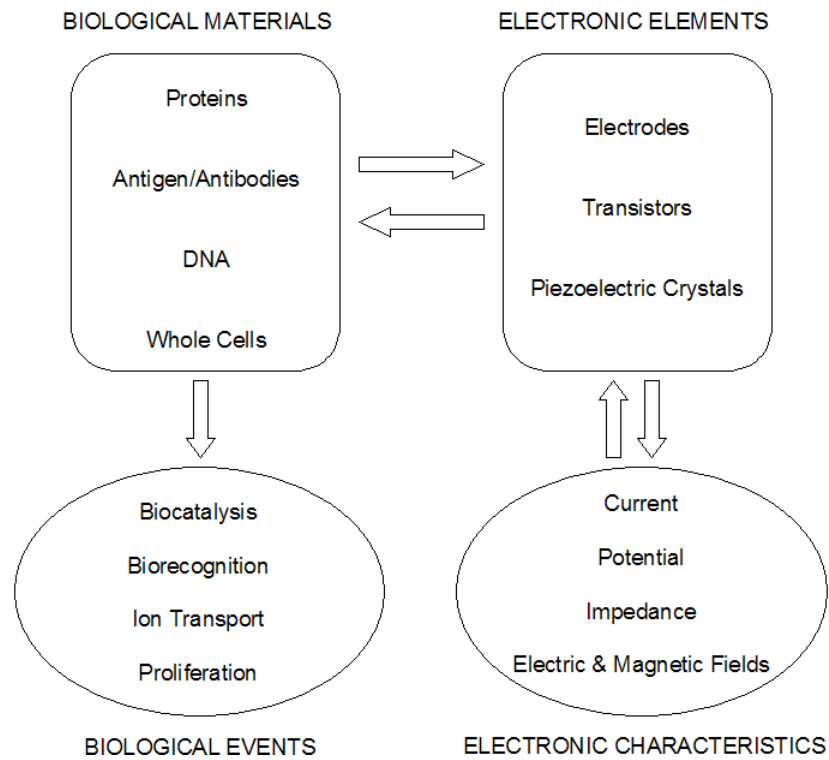 BIOLOGICAL MATERIALS
Proteins
Antigen/Antibodies
DNA
Whole Cells
ELECTRONIC ELEMENTS
Electrodes
Transistors
Piezoelectric Crystals
Biocatalysis
Biorecognition
Ion Transport
Proliferation
BIOLOGICAL EVENTS
Current
Potential
Impedance
Electric & Magnetic Fields
ELECTRONIC CHARACTERISTICS